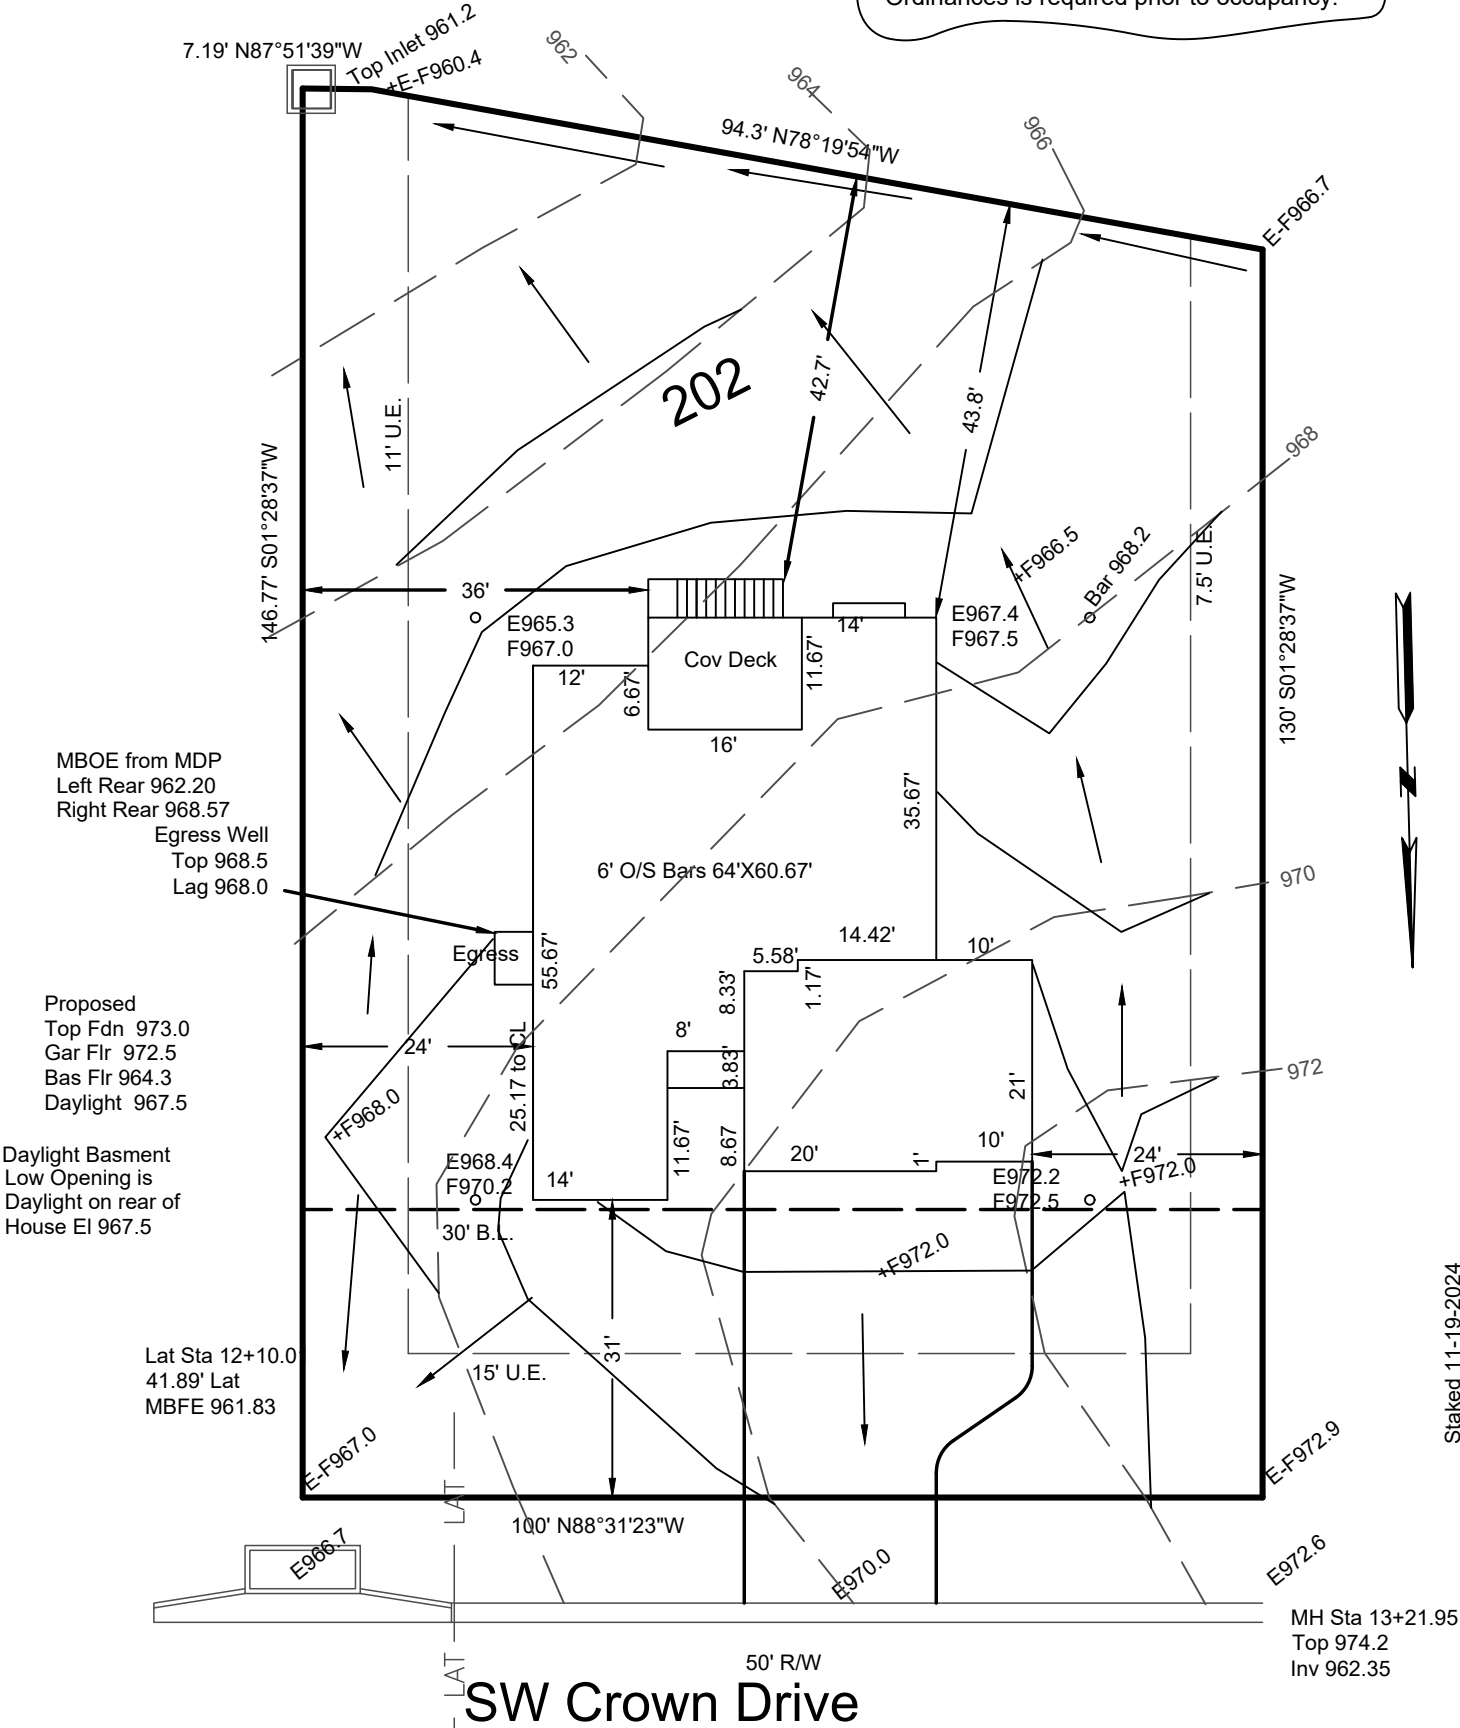 Ordinances is required prior to occupancy.
7.19' N87°51'39"W
Top Inlet 961.2
+E-F960.4
962
964
966
94.3' N78°19'54"W
E-F966.7
202
42.7'
43.8'
11' U.E.
146.77' S01°28'37"W
968
+F966.5
Bar 968.2
7.5' U.E.
130' S01°28'37"W
36'
E965.3
F967.0
14'
E967.4
F967.5
Cov Deck
11.67'
12'
6.67'
16'
MBOE from MDP
Left Rear 962.20
Right Rear 968.57
Egress Well
Top 968.5
Lag 968.0
35.67'
6' O/S Bars 64'X60.67'
970
Egress
55.67'
14.42'
5.58'
10'
8.33'
1.17'
Proposed
Top Fdn 973.0
Gar Flr 972.5
Bas Flr 964.3
Daylight 967.5
24'
25.17 to CL
8'
3.83'
21'
972
+F968.0
Daylight Basment
Low Opening is
Daylight on rear of
House El 967.5
E968.4
F970.2
14'
11.67'
8.67
20'
1'
10'
24'
+F972.0
E972.2
F972.5
30' B.L.
+F972.0
31'
15' U.E.
Lat Sta 12+10.0
41.89' Lat
MBFE 961.83
Staked 11-19-2024
E-F967.0
E-F972.9
LAT
100' N88°31'23"W
E966.7
E970.0
E972.6
MH Sta 13+21.95
Top 974.2
Inv 962.35
LAT
50' R/W
SW Crown Drive